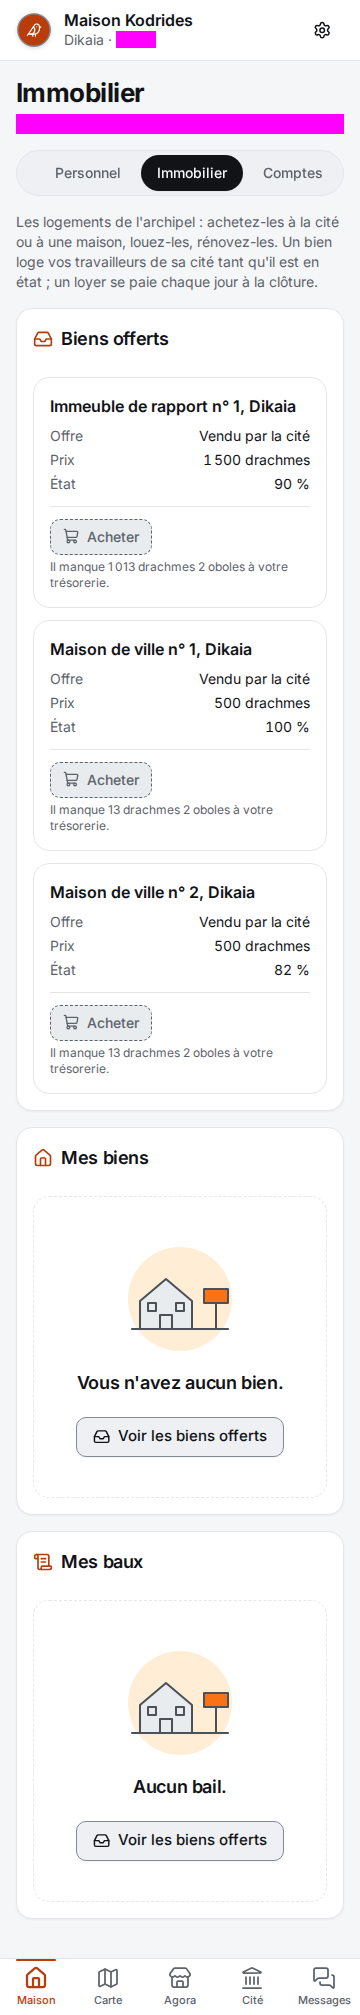 Maison Kodrides
Dikaia ·
Immobilier
Personnel
Immobilier
Comptes
Les logements de l'archipel : achetez-les à la cité
ou à une maison, louez-les, rénovez-les. Un bien
loge vos travailleurs de sa cité tant qu'il est en
état ; un loyer se paie chaque jour à la clôture.
Biens offerts
Immeuble de rapport n° 1, Dikaia
Offre Vendu par la cité
Prix 1 500 drachmes
État 90 %
Acheter
Il manque 1 013 drachmes 2 oboles à votre
trésorerie.
Maison de ville n° 1, Dikaia
Offre Vendu par la cité
Prix 500 drachmes
État 100 %
Acheter
Il manque 13 drachmes 2 oboles à votre
trésorerie.
Maison de ville n° 2, Dikaia
Offre Vendu par la cité
Prix 500 drachmes
État 82 %
Acheter
Il manque 13 drachmes 2 oboles à votre
trésorerie.
Mes biens
Vous n'avez aucun bien.
Voir les biens offerts
Mes baux
Aucun bail.
Voir les biens offerts
Maison Carte Agora Cité Messages